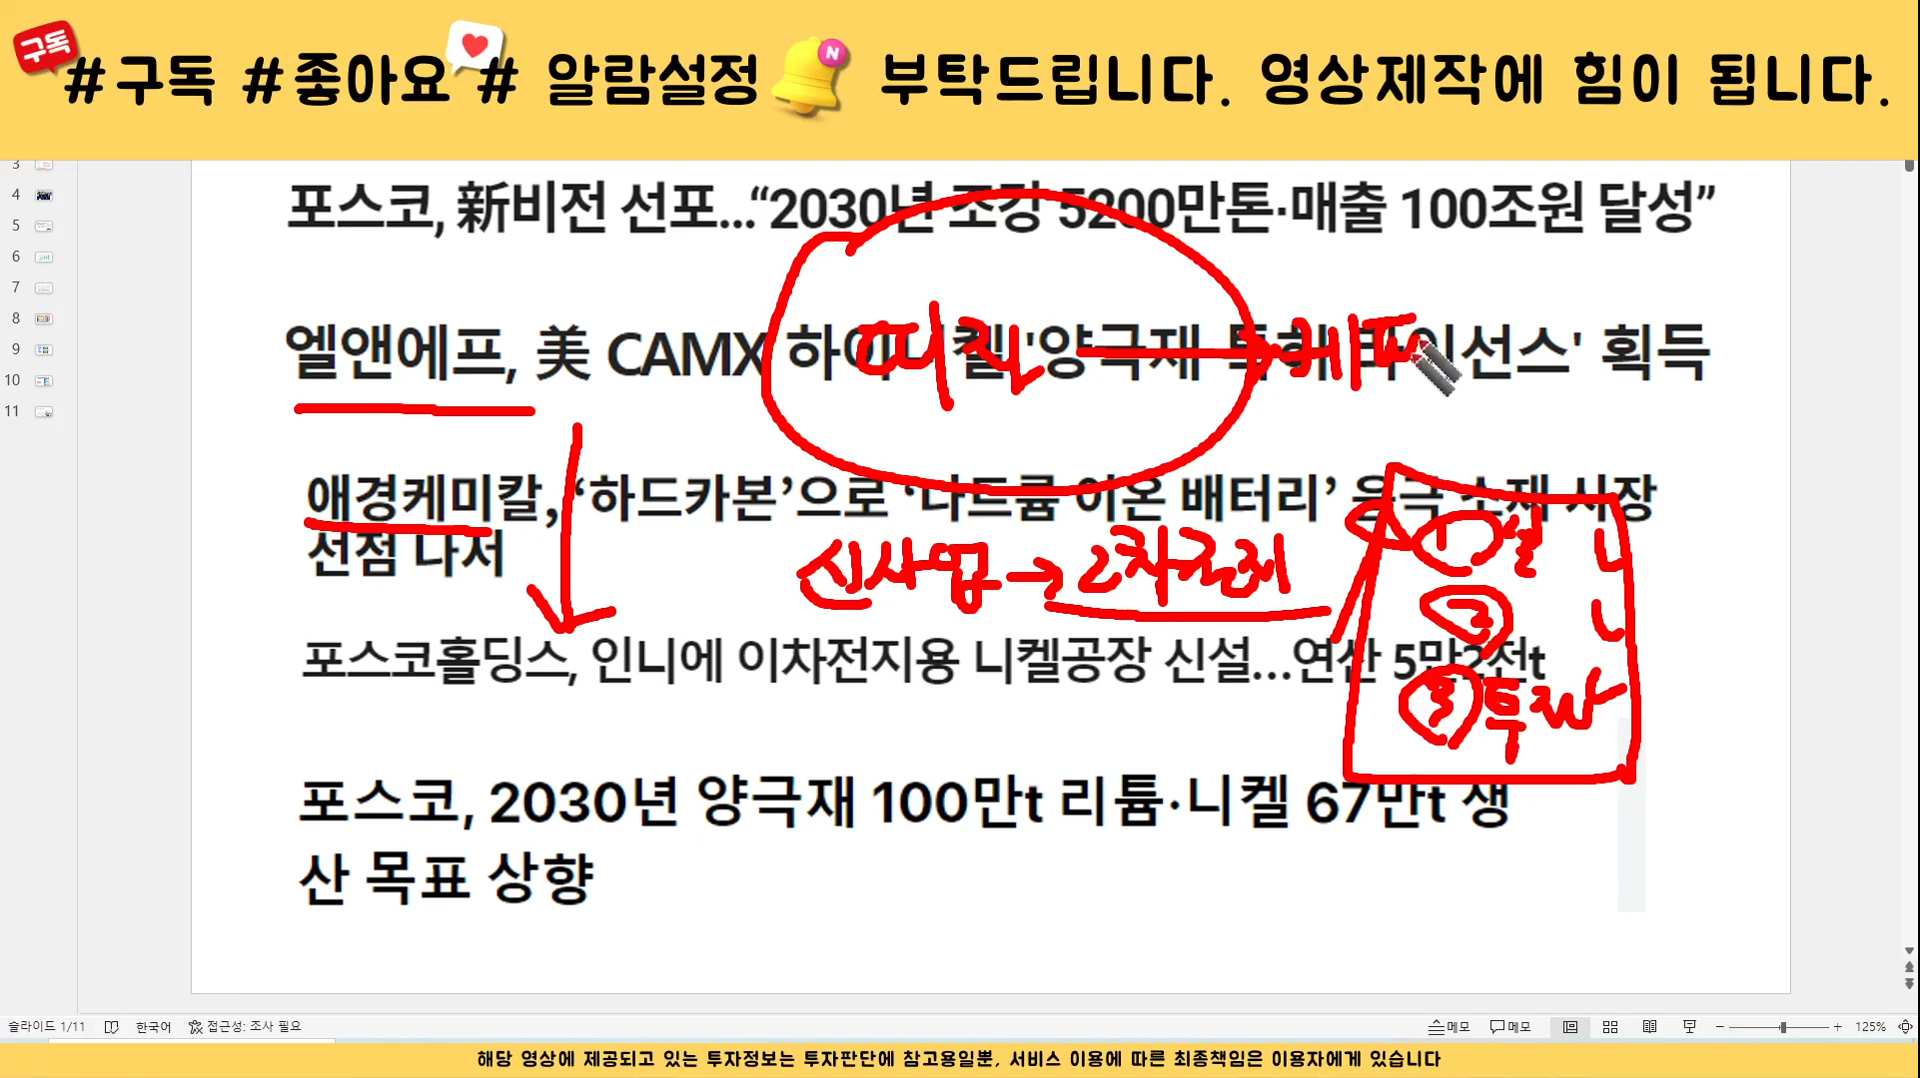 구독
#구독 #좋아요 # 알람설정 N 부탁드립니다. 영상제작에 힘이 됩니다.
3
4
5
6
7
8
9
10
11
포스코, 新비전 선포...“2030년 조강 5200만톤·매출 100조원 달성”
엘앤에프, 美 CAMX 하이니켈 '양극재 특허 라이선스' 획득
애경케미칼, ‘하드카본’으로 ‘나트륨 이온 배터리’ 음극 소재 시장
선점 나서
신사업 → 2차전지
① 실
②
③ 투자
포스코홀딩스, 인니에 이차전지용 니켈공장 신설...연산 5만2천t
포스코, 2030년 양극재 100만t 리튬·니켈 67만t 생
산 목표 상향
슬라이드 1/11 한국어 접근성: 조사 필요 메모 메모 125%
해당 영상에 제공되고 있는 투자정보는 투자판단에 참고용일뿐, 서비스 이용에 따른 최종책임은 이용자에게 있습니다